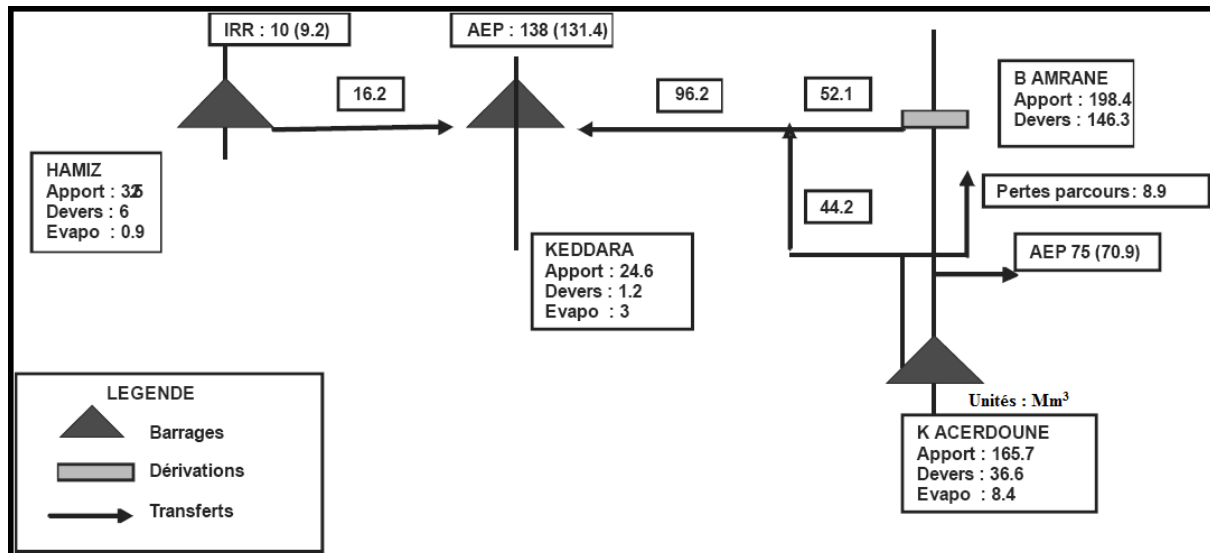 IRR : 10 (9.2)
AEP : 138 (131.4)
16.2
96.2
52.1
B AMRANE
Apport : 198.4
Devers : 146.3
HAMIZ
Apport :
Devers : 6
Evapo : 0.9
44.2
Pertes parcours : 8.9
AEP 75 (70.9)
KEDDARA
Apport : 24.6
Devers : 1.2
Evapo : 3
Unités : Mm³
K ACERDOUNE
Apport : 165.7
Devers : 36.6
Evapo : 8.4
LEGENDE
Barrages
Dérivations
Transferts